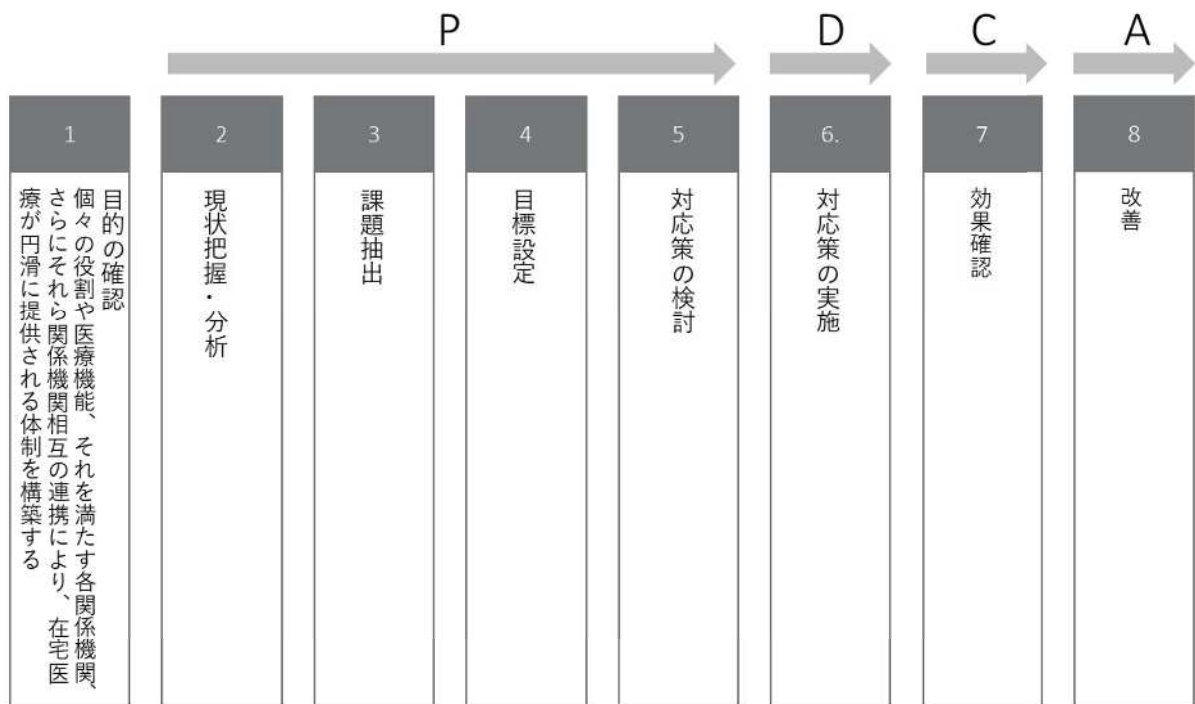 P
D
C
A
1
目的の確認
個々の役割や医療機能、それを満たす各関係機関、
さらにそれら関係機関相互の連携により、在宅医
療が円滑に提供される体制を構築する
2
現状把握・分析
3
課題抽出
4
目標設定
5
対応策の検討
6.
対応策の実施
7
効果確認
8
改善